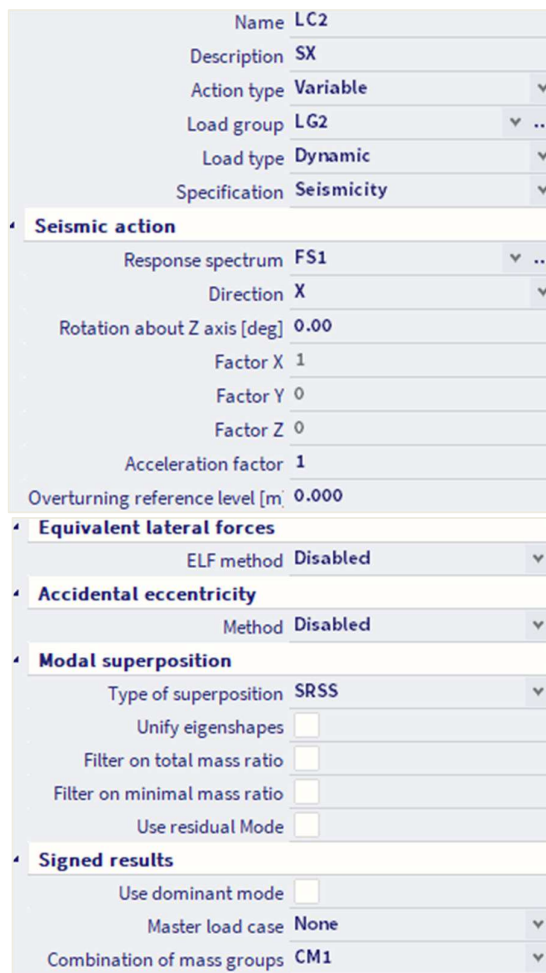 Name LC2
Description SX
Action type Variable
Load group LG2 ..
Load type Dynamic
Specification Seismicity
Seismic action
Response spectrum FS1 ..
Direction X
Rotation about Z axis [deg] 0.00
Factor X 1
Factor Y 0
Factor Z 0
Acceleration factor 1
Overturning reference level [m] 0.000
Equivalent lateral forces
ELF method Disabled
Accidental eccentricity
Method Disabled
Modal superposition
Type of superposition SRSS
Unify eigenshapes
Filter on total mass ratio
Filter on minimal mass ratio
Use residual Mode
Signed results
Use dominant mode
Master load case None
Combination of mass groups CM1